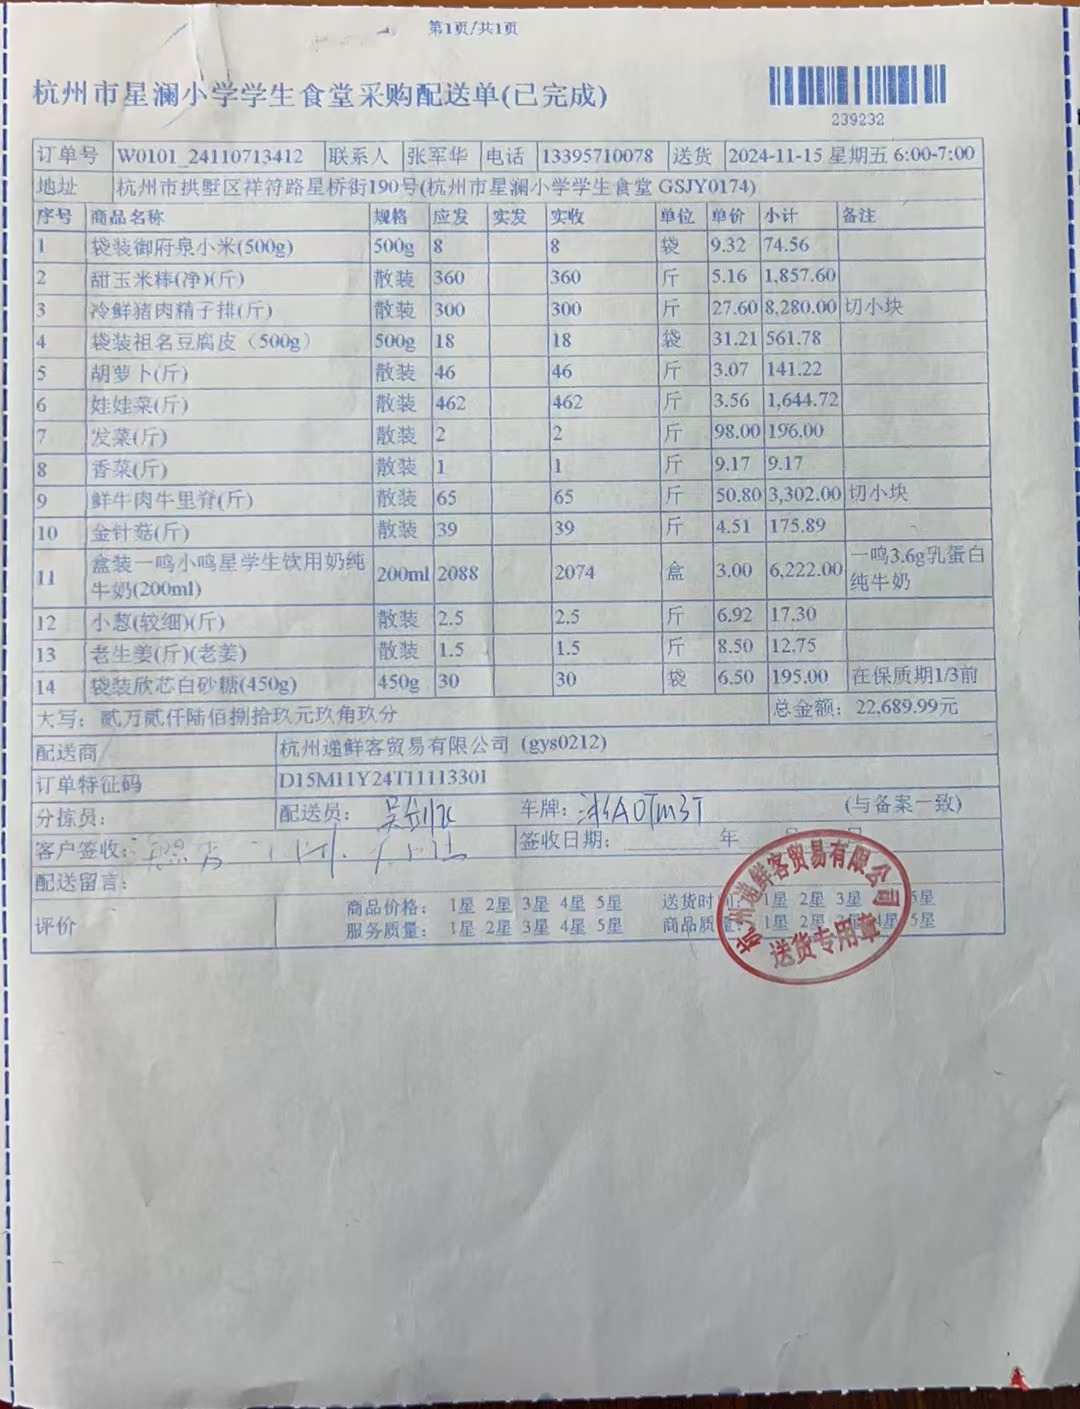 第1页/共1页
杭州市星澜小学学生食堂采购配送单(已完成)
239232
订单号 W0101_24110713412 联系人 张军华 电话 13395710078 送货 2024-11-15 星期五 6:00-7:00
地址 杭州市拱墅区祥符路星桥街190号(杭州市星澜小学学生食堂 GSJY0174)
序号 商品名称 规格 应发 实发 实收 单位 单价 小计 备注
1 袋装御府泉小米(500g) 500g 8 8 袋 9.32 74.56
2 甜玉米棒(净)(斤) 散装 360 360 斤 5.16 1,857.60
3 冷鲜猪肉精子排(斤) 散装 300 300 斤 27.60 8,280.00 切小块
4 袋装祖名豆腐皮（500g） 500g 18 18 袋 31.21 561.78
5 胡萝卜(斤) 散装 46 46 斤 3.07 141.22
6 娃娃菜(斤) 散装 462 462 斤 3.56 1,644.72
7 发菜(斤) 散装 2 2 斤 98.00 196.00
8 香菜(斤) 散装 1 1 斤 9.17 9.17
9 鲜牛肉牛里脊(斤) 散装 65 65 斤 50.80 3,302.00 切小块
10 金针菇(斤) 散装 39 39 斤 4.51 175.89
11 盒装一鸣小鸣星学生饮用奶纯牛奶(200ml) 200ml 2088 2074 盒 3.00 6,222.00 一鸣3.6g乳蛋白纯牛奶
12 小葱(较细)(斤) 散装 2.5 2.5 斤 6.92 17.30
13 老生姜(斤)(老姜) 散装 1.5 1.5 斤 8.50 12.75
14 袋装欣芯白砂糖(450g) 450g 30 30 袋 6.50 195.00 在保质期1/3前
大写：贰万贰仟陆佰捌拾玖元玖角玖分 总金额：22,689.99元
配送商 杭州递鲜客贸易有限公司（gys0212)
订单特征码 D15M11Y24T11113301
分拣员： 配送员： 车牌： (与备案一致)
客户签收： 签收日期： 年 月 日
配送留言：
评价 商品价格： 1星 2星 3星 4星 5星 送货时间： 1星 2星 3星 4星 5星
服务质量： 1星 2星 3星 4星 5星 商品质量： 1星 2星 3星 4星 5星
杭州递鲜客贸易有限公司
送货专用章